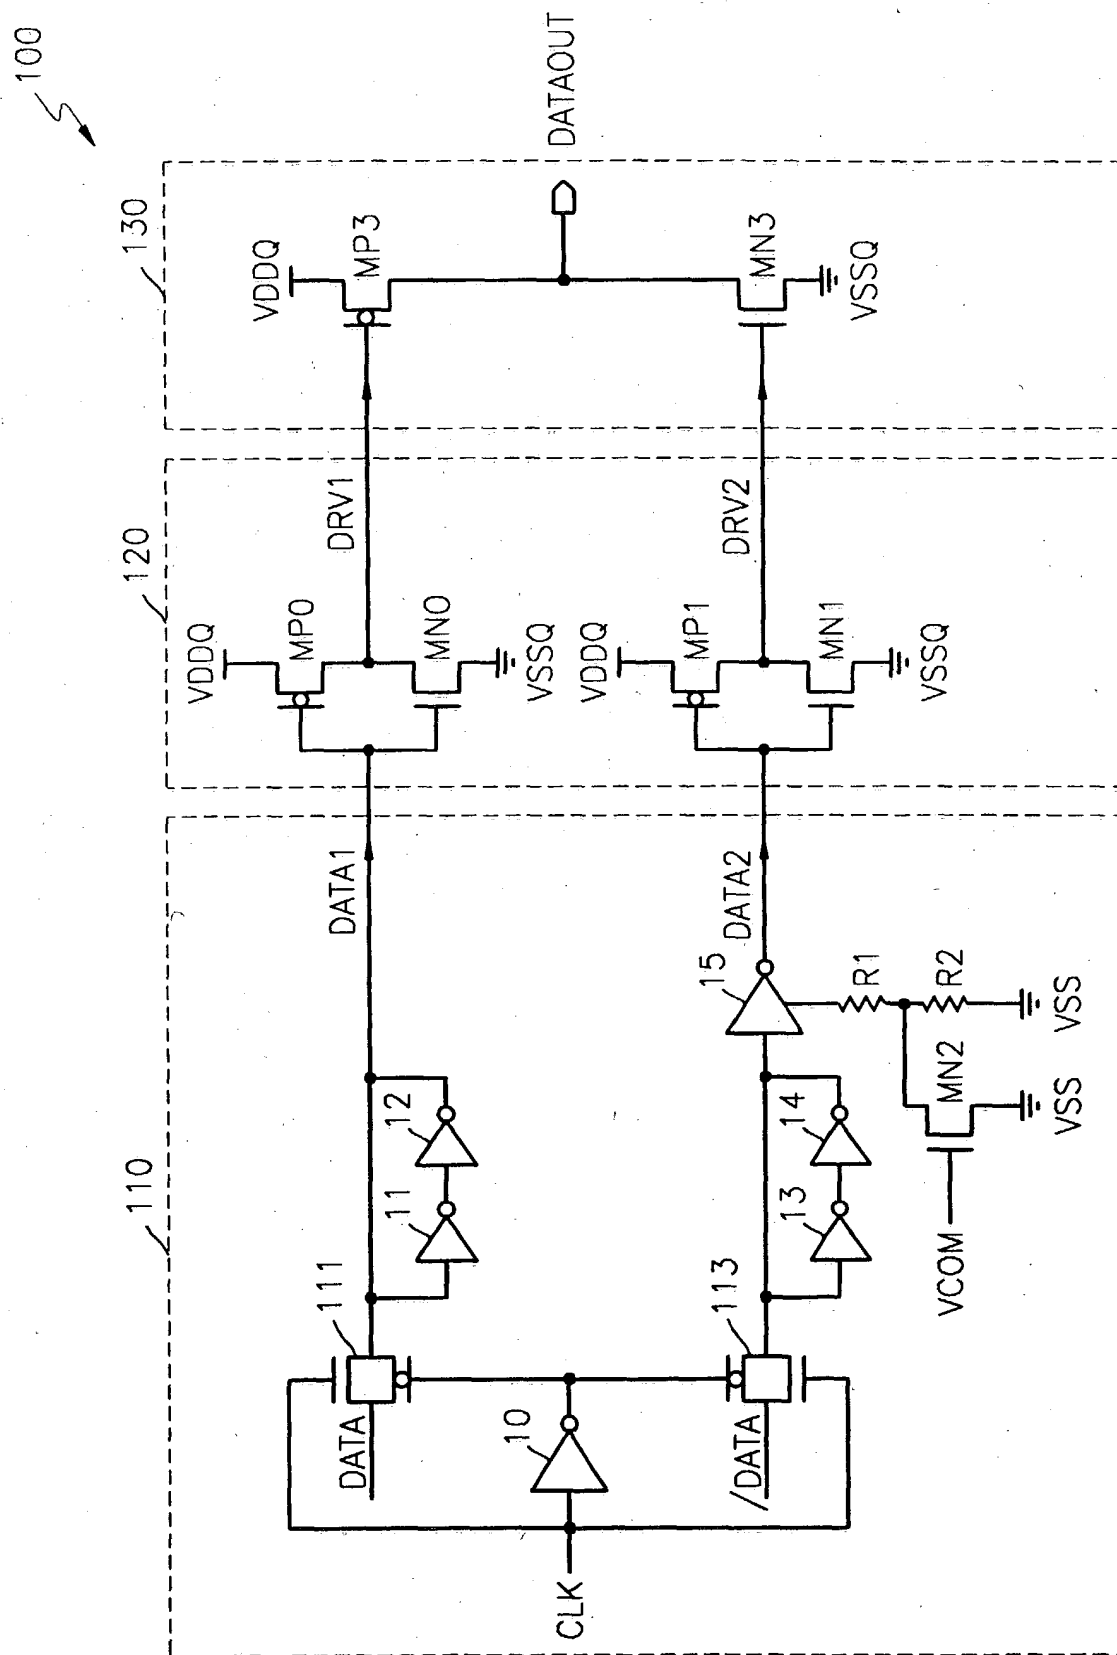 100
110
120
130
CLK
DATA
/DATA
10
111
113
11
12
13
14
15
VCOM
MN2
VSS
R1
R2
VSS
DATA1
DATA2
VDDQ
MP0
MN0
VSSQ
VDDQ
MP1
MN1
VSSQ
DRV1
DRV2
VDDQ
MP3
MN3
VSSQ
DATAOUT